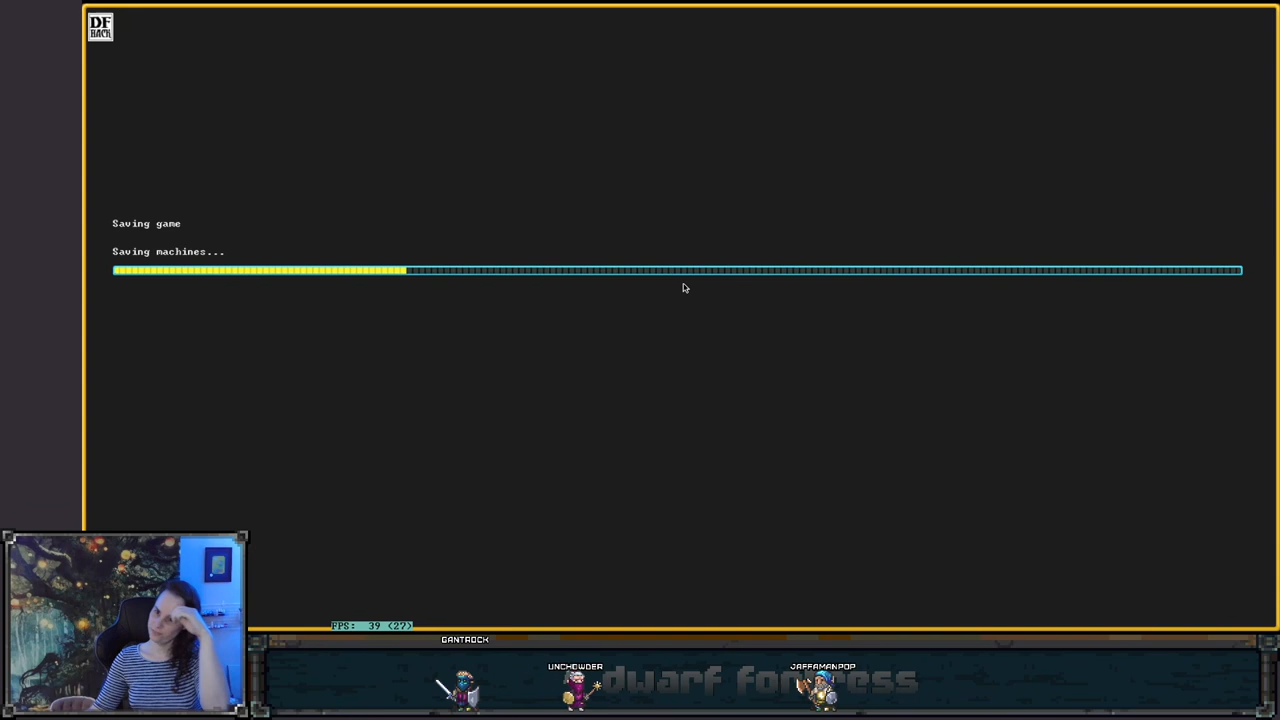 DF
HACK
Saving game
Saving machines...
FPS: 39 (27)
GANTROCK
UNCHOWDER
JAFFAMANPOP
dwarf fortress